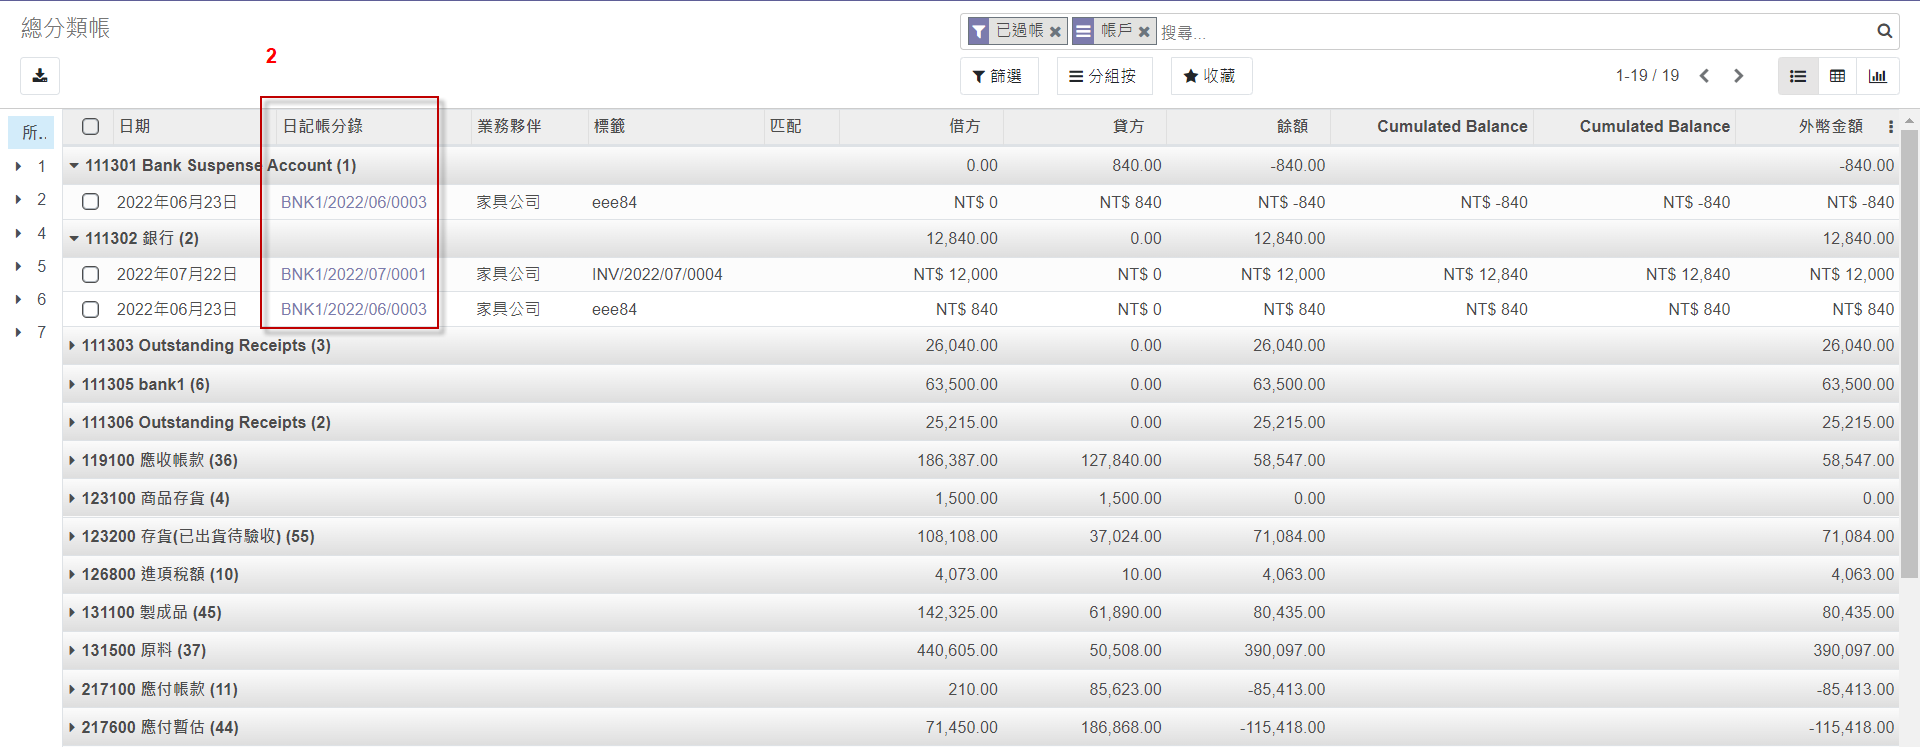 總分類帳
已過帳 帳戶 搜尋...
2
篩選 分組按 收藏 1-19 / 19
所.. 日期 日記帳分錄 業務夥伴 標籤 匹配 借方 貸方 餘額 Cumulated Balance Cumulated Balance 外幣金額
1 111301 Bank Suspense Account (1) 0.00 840.00 -840.00 -840.00
2 2022年06月23日 BNK1/2022/06/0003 家具公司 eee84 NT$ 0 NT$ 840 NT$ -840 NT$ -840 NT$ -840 NT$ -840
4 111302 銀行 (2) 12,840.00 0.00 12,840.00 12,840.00
5 2022年07月22日 BNK1/2022/07/0001 家具公司 INV/2022/07/0004 NT$ 12,000 NT$ 0 NT$ 12,000 NT$ 12,840 NT$ 12,840 NT$ 12,000
6 2022年06月23日 BNK1/2022/06/0003 家具公司 eee84 NT$ 840 NT$ 0 NT$ 840 NT$ 840 NT$ 840 NT$ 840
7 111303 Outstanding Receipts (3) 26,040.00 0.00 26,040.00 26,040.00
111305 bank1 (6) 63,500.00 0.00 63,500.00 63,500.00
111306 Outstanding Receipts (2) 25,215.00 0.00 25,215.00 25,215.00
119100 應收帳款 (36) 186,387.00 127,840.00 58,547.00 58,547.00
123100 商品存貨 (4) 1,500.00 1,500.00 0.00 0.00
123200 存貨(已出貨待驗收) (55) 108,108.00 37,024.00 71,084.00 71,084.00
126800 進項稅額 (10) 4,073.00 10.00 4,063.00 4,063.00
131100 製成品 (45) 142,325.00 61,890.00 80,435.00 80,435.00
131500 原料 (37) 440,605.00 50,508.00 390,097.00 390,097.00
217100 應付帳款 (11) 210.00 85,623.00 -85,413.00 -85,413.00
217600 應付暫估 (44) 71,450.00 186,868.00 -115,418.00 -115,418.00